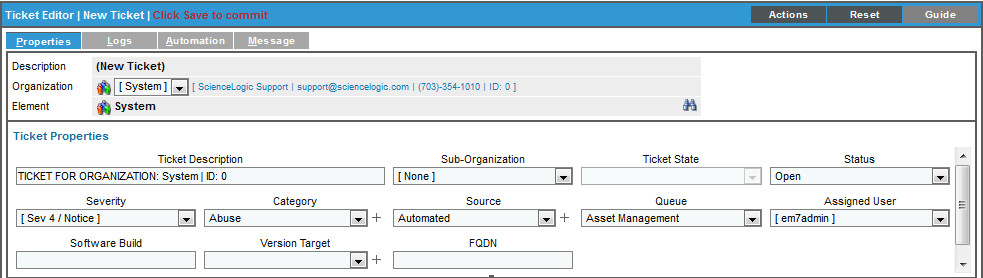 Ticket Editor | New Ticket | Click Save to commit Actions Reset Guide
Properties Logs Automation Message
Description (New Ticket)
Organization [ System ] [ ScienceLogic Support | support@sciencelogic.com | (703)-354-1010 | ID: 0 ]
Element System
Ticket Properties
Ticket Description Sub-Organization Ticket State Status
TICKET FOR ORGANIZATION: System | ID: 0 [ None ] Open
Severity Category Source Queue Assigned User
[ Sev 4 / Notice ] Abuse + Automated + Asset Management [ em7admin ]
Software Build Version Target FQDN
+